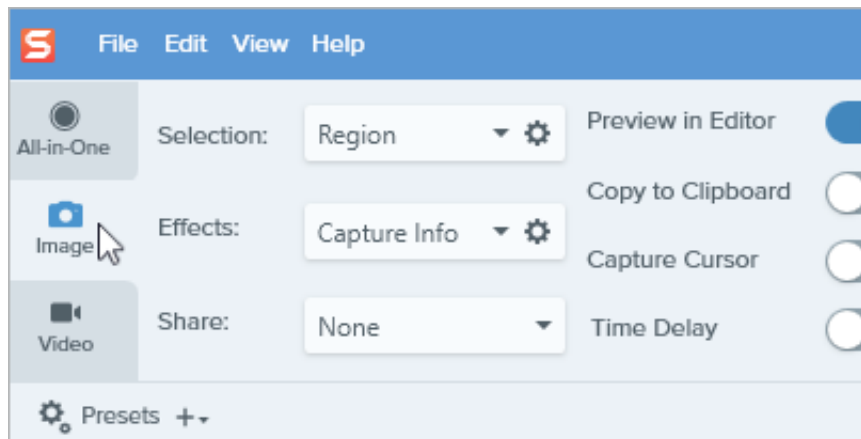 File Edit View Help
All-in-One
Image
Video
Selection: Region
Effects: Capture Info
Share: None
Preview in Editor
Copy to Clipboard
Capture Cursor
Time Delay
Presets